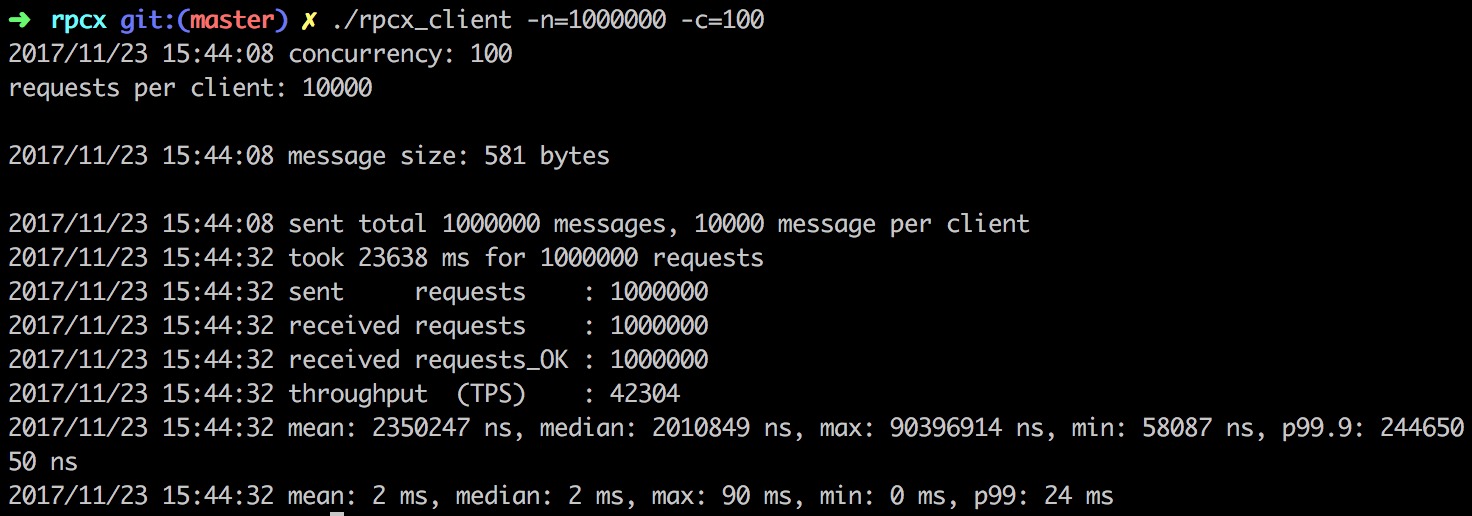 ➜  rpcx git:(master) ✗ ./rpcx_client -n=1000000 -c=100
2017/11/23 15:44:08 concurrency: 100
requests per client: 10000
2017/11/23 15:44:08 message size: 581 bytes
2017/11/23 15:44:08 sent total 1000000 messages, 10000 message per client
2017/11/23 15:44:32 took 23638 ms for 1000000 requests
2017/11/23 15:44:32 sent     requests    : 1000000
2017/11/23 15:44:32 received requests    : 1000000
2017/11/23 15:44:32 received requests_OK : 1000000
2017/11/23 15:44:32 throughput  (TPS)    : 42304
2017/11/23 15:44:32 mean: 2350247 ns, median: 2010849 ns, max: 90396914 ns, min: 58087 ns, p99.9: 244650
50 ns
2017/11/23 15:44:32 mean: 2 ms, median: 2 ms, max: 90 ms, min: 0 ms, p99: 24 ms